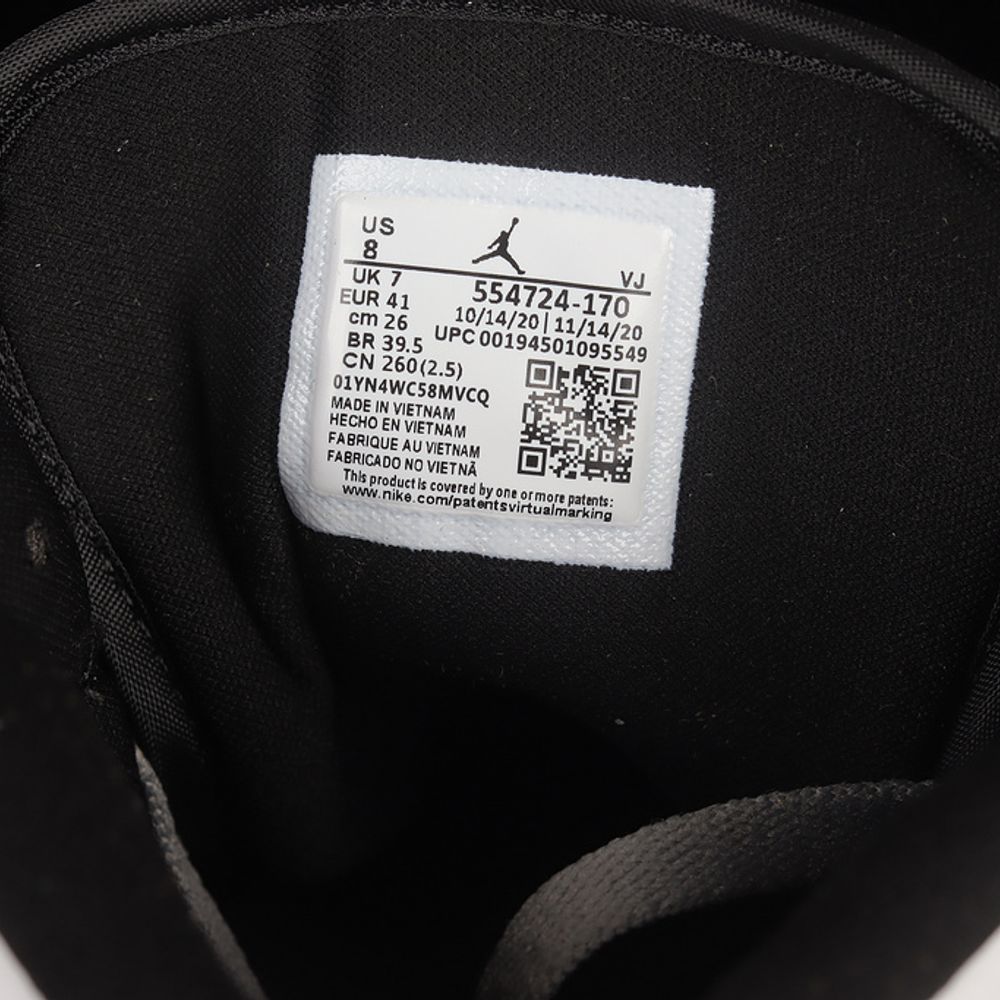 US
8
VJ
UK 7
554724-170
EUR 41
10/14/20 | 11/14/20
cm 26
UPC 00194501095549
BR 39.5
CN 260(2.5)
01YN4WC58MVCQ
MADE IN VIETNAM
HECHO EN VIETNAM
FABRIQUE AU VIETNAM
FABRICADO NO VIETNÃ
This product is covered by one or more patents:
www.nike.com/patentsvirtualmarking